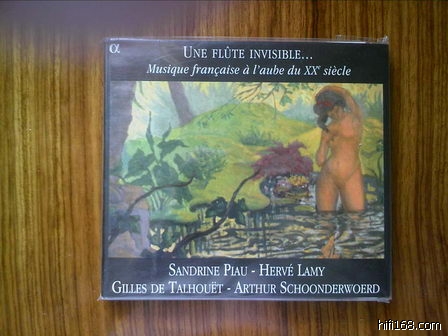 α
UNE FLÛTE INVISIBLE...
Musique française à l'aube du XXᵉ siècle
SANDRINE PIAU - HERVÉ LAMY
GILLES DE TALHOUËT - ARTHUR SCHOONDERWOERD
hifi168.com